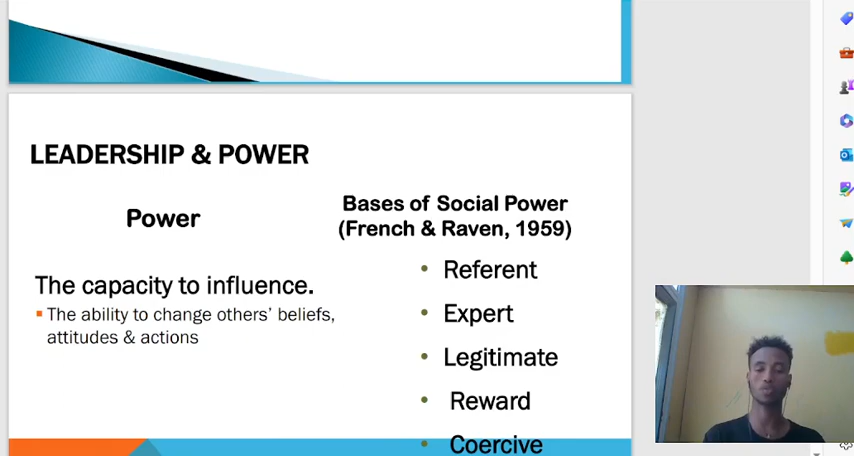 LEADERSHIP & POWER
Power
The capacity to influence.
▪ The ability to change others’ beliefs,
attitudes & actions
Bases of Social Power
(French & Raven, 1959)
• Referent
• Expert
• Legitimate
• Reward
• Coercive